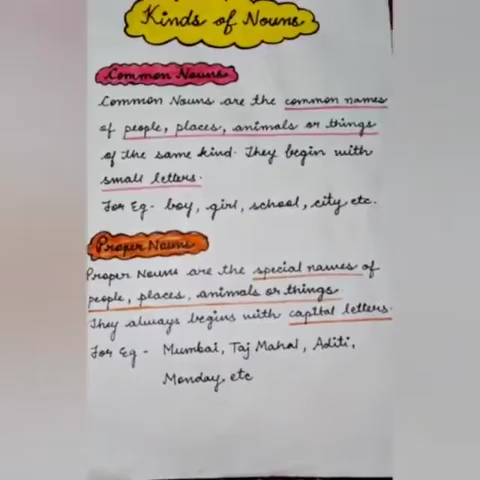 Kinds of Nouns
Common Nouns
Common Nouns are the common names
of people, places, animals or things
of the same kind. They begin with
small letters.
For Eg - boy, girl, school, city etc.
Proper Nouns
Proper Nouns are the special names of
people, places, animals or things
They always begins with capital letters.
For Eg - Mumbai, Taj Mahal, Aditi,
Monday, etc